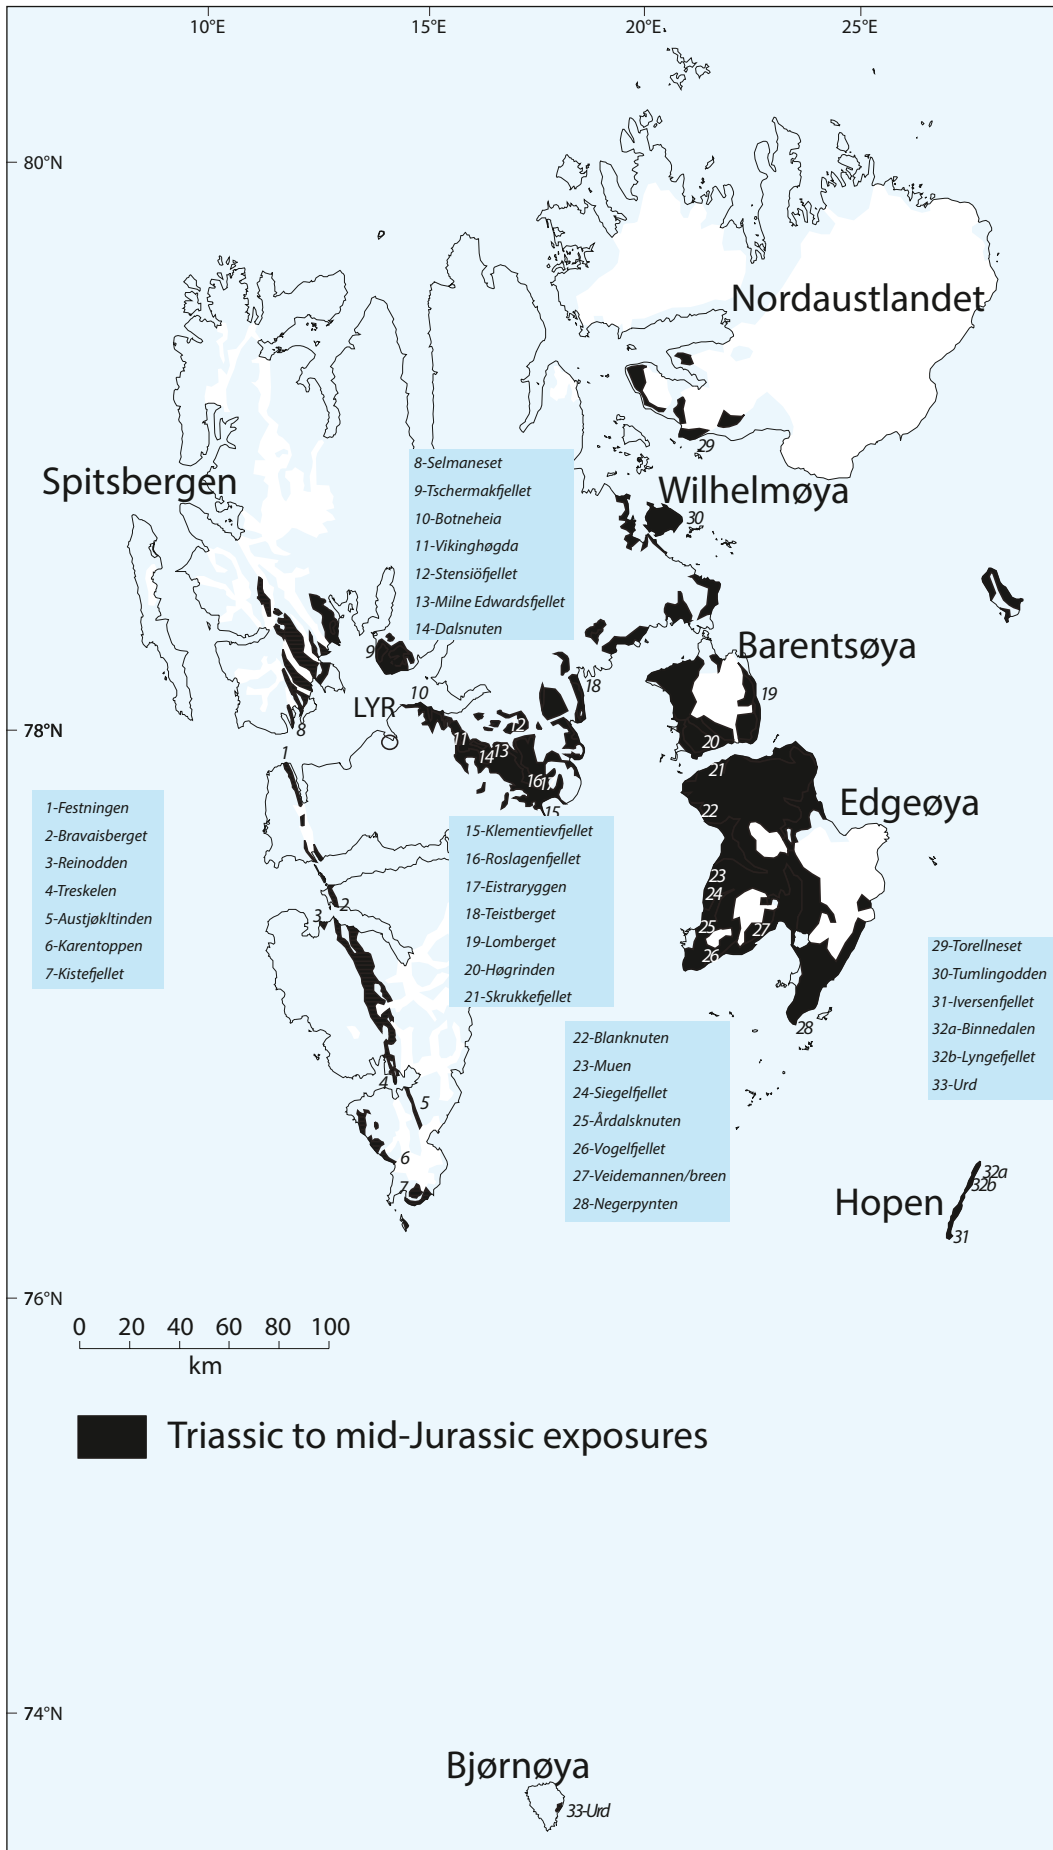 10°E 15°E 20°E 25°E
80°N
Nordaustlandet
29
8-Selmaneset
9-Tschermakfjellet
10-Botneheia
11-Vikinghøgda
12-Stensiöfjellet
13-Milne Edwardsfjellet
14-Dalsnuten
Spitsbergen
Wilhelmøya
30
Barentsøya
9
18
19
10
LYR
78°N
8
12
11
13
14
20
1
21
16
17
15
22
Edgeøya
1-Festningen
2-Bravaisberget
3-Reinodden
4-Treskelen
5-Austjøkltinden
6-Karentoppen
7-Kistefjellet
15-Klementievfjellet
16-Roslagenfjellet
17-Eistraryggen
18-Teistberget
19-Lomberget
20-Høgrinden
21-Skrukkefjellet
23
24
2
3
25
27
26
28
29-Torellneset
30-Tumlingodden
31-Iversenfjellet
32a-Binnedalen
32b-Lyngefjellet
33-Urd
22-Blanknuten
23-Muen
24-Siegelfjellet
25-Årdalsknuten
26-Vogelfjellet
27-Veidemannen/breen
28-Negerpynten
4
5
6
7
32a
32b
Hopen
31
76°N
0 20 40 60 80 100
km
Triassic to mid-Jurassic exposures
74°N
Bjørnøya
33-Urd